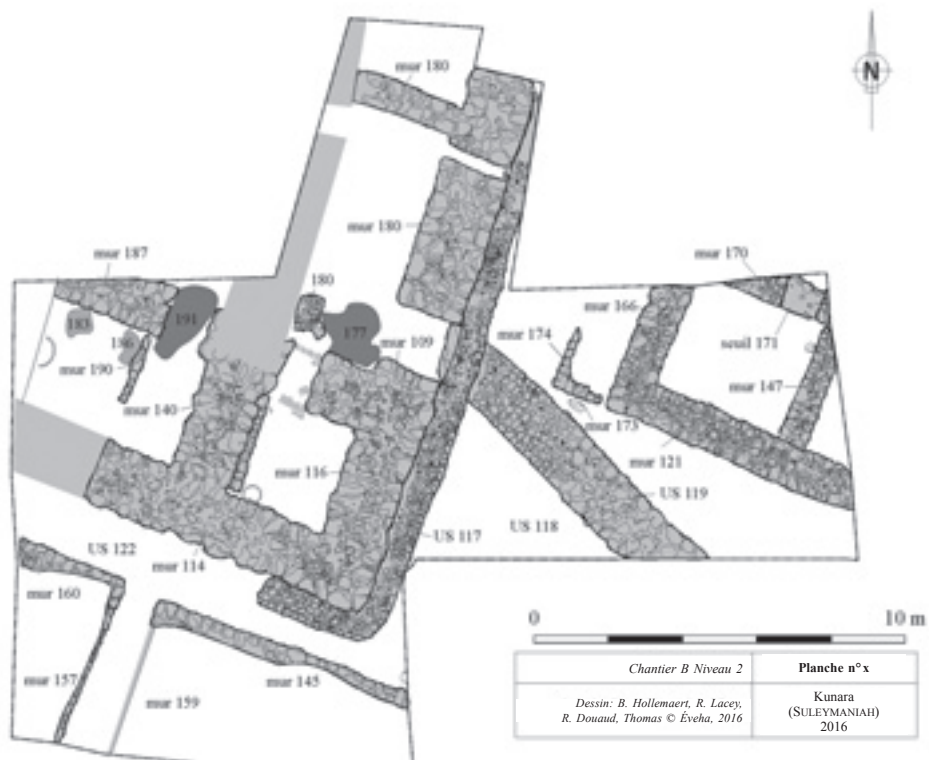 mur 180
N
mur 180
mur 187
mur 170
180
mur 166
183
191
177
mur 174
186
mur 109
seuil 171
mur 190
mur 147
mur 140
mur 173
mur 116
mur 121
US 119
US 118
US 117
US 122
mur 114
mur 160
0 10 m
mur 157
mur 145
mur 159
Chantier B Niveau 2
Planche n° x
Dessin: B. Hollemaert, R. Lacey,
R. Douaud, Thomas © Éveha, 2016
Kunara
(SULEYMANIAH)
2016